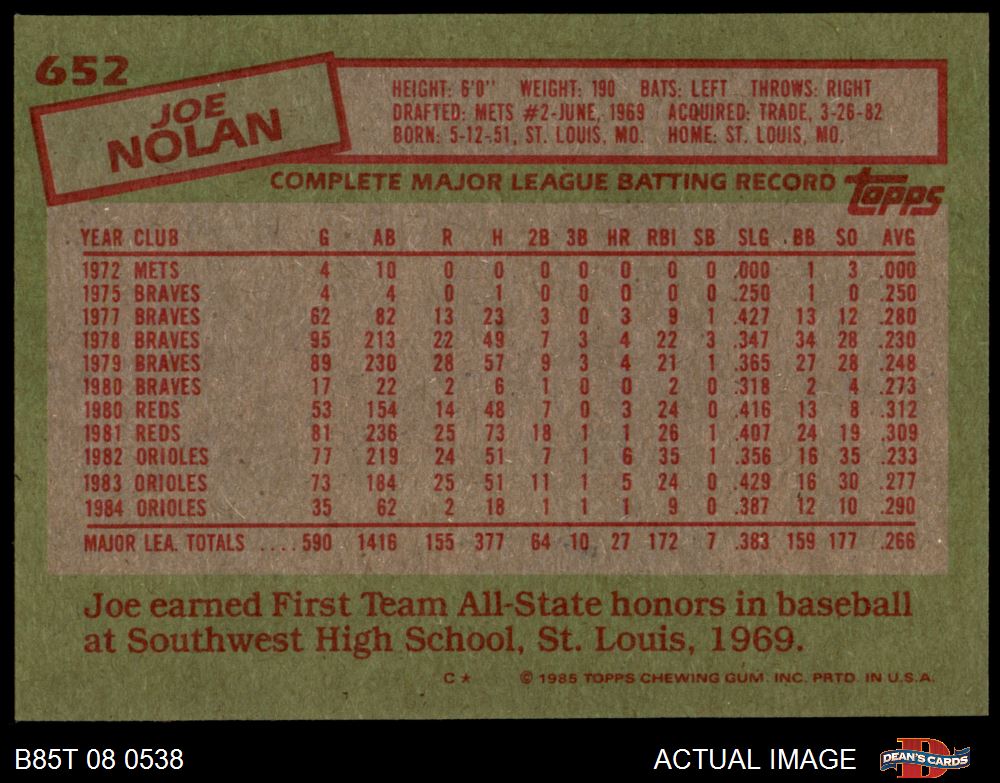 652
JOE
NOLAN
HEIGHT: 6'0" WEIGHT: 190 BATS: LEFT THROWS: RIGHT
DRAFTED: METS #2-JUNE, 1969 ACQUIRED: TRADE, 3-26-82
BORN: 5-12-51, ST. LOUIS, MO. HOME: ST. LOUIS, MO.
COMPLETE MAJOR LEAGUE BATTING RECORD topps
YEAR CLUB G AB R H 2B 3B HR RBI SB SLG BB SO AVG
1972 METS 4 10 0 0 0 0 0 0 0 .000 1 3 .000
1975 BRAVES 4 4 0 1 0 0 0 0 0 .250 1 0 .250
1977 BRAVES 62 82 13 23 3 0 3 9 1 .427 13 12 .280
1978 BRAVES 95 213 22 49 7 3 4 22 3 .347 34 28 .230
1979 BRAVES 89 230 28 57 9 3 4 21 1 .365 27 28 .248
1980 BRAVES 17 22 2 6 1 0 0 2 0 .318 2 4 .273
1980 REDS 53 154 14 48 7 0 3 24 0 .416 13 8 .312
1981 REDS 81 236 25 73 18 1 1 26 1 .407 24 19 .309
1982 ORIOLES 77 219 24 51 7 1 6 35 1 .356 16 35 .233
1983 ORIOLES 73 184 25 51 11 1 5 24 0 .429 16 30 .277
1984 ORIOLES 35 62 2 18 1 1 1 9 0 .387 12 10 .290
MAJOR LEA. TOTALS ....590 1416 155 377 64 10 27 172 7 .383 159 177 .266
Joe earned First Team All-State honors in baseball
at Southwest High School, St. Louis, 1969.
C★ © 1985 TOPPS CHEWING GUM, INC. PRTD. IN U.S.A.
B85T 08 0538 ACTUAL IMAGE DEAN'S CARDS